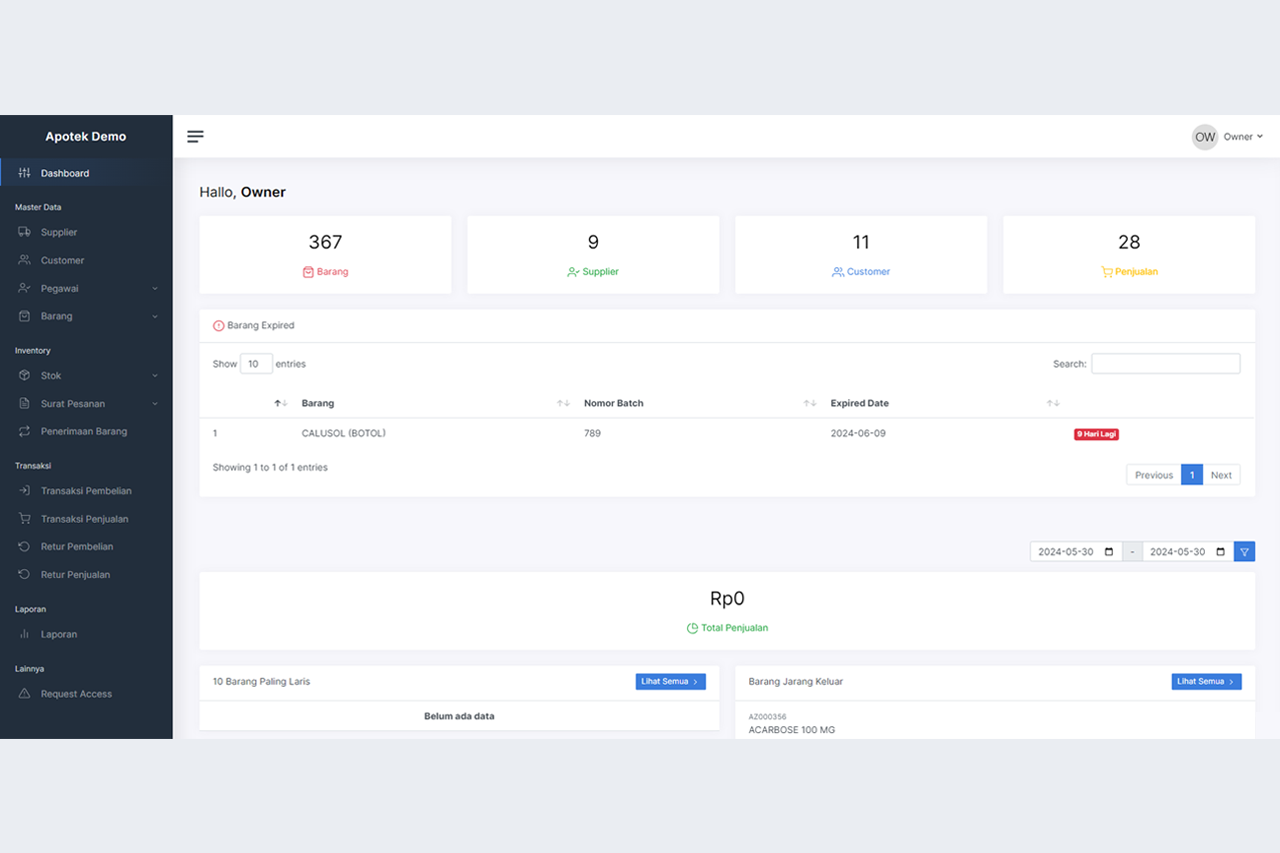 Apotek Demo
OW Owner
Dashboard
Master Data
Supplier
Customer
Pegawai
Barang
Inventory
Stok
Surat Pesanan
Penerimaan Barang
Transaksi
Transaksi Pembelian
Transaksi Penjualan
Retur Pembelian
Retur Penjualan
Laporan
Laporan
Lainnya
Request Access
Hallo, Owner
367
Barang
9
Supplier
11
Customer
28
Penjualan
Barang Expired
Show 10 entries
Search:
Barang Nomor Batch Expired Date
1 CALUSOL (BOTOL) 789 2024-06-09 9 Hari Lagi
Showing 1 to 1 of 1 entries
Previous 1 Next
2024-05-30 - 2024-05-30
Rp0
Total Penjualan
10 Barang Paling Laris Lihat Semua
Belum ada data
Barang Jarang Keluar Lihat Semua
AZ000356
ACARBOSE 100 MG